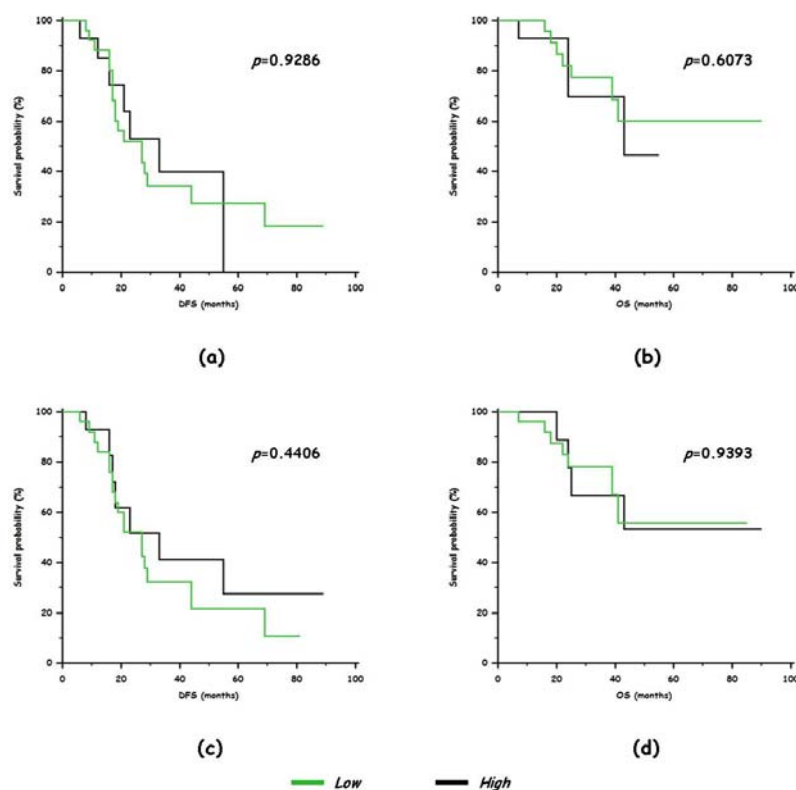 100
80
60
40
20
0
Survival probability (%)
p=0.9286
0 20 40 60 80 100
DFS (months)
(a)
100
80
60
40
20
0
Survival probability (%)
p=0.6073
0 20 40 60 80 100
OS (months)
(b)
100
80
60
40
20
0
Survival probability (%)
p=0.4406
0 20 40 60 80 100
DFS (months)
(c)
100
80
60
40
20
0
Survival probability (%)
p=0.9393
0 20 40 60 80 100
OS (months)
(d)
Low High